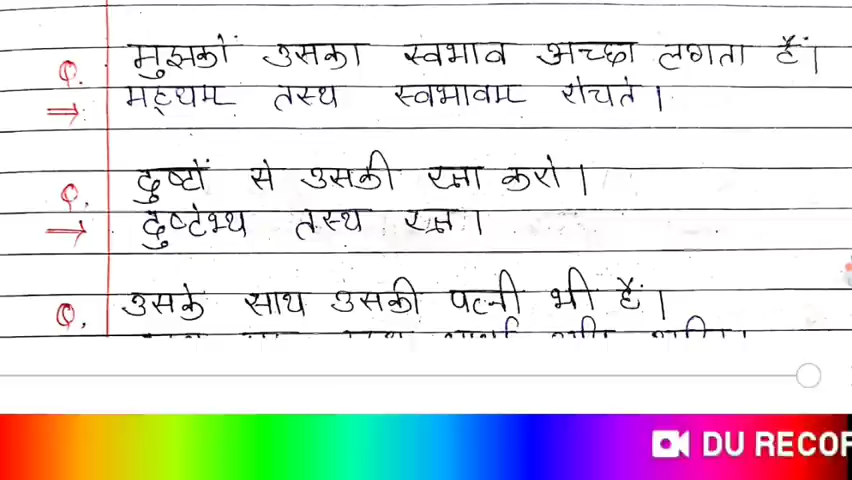 Q. मुझकों उसका स्वभाव अच्छा लगता हैं।
⇒ मह्थम तस्थ स्वभावम रोचते।
Q. दुष्टों से उसकी रक्षा करो।
⇒ दुष्टेभ्थ तस्थ रक्ष।
Q. उसके साथ उसकी पत्नी भी हैं।
DU RECOR